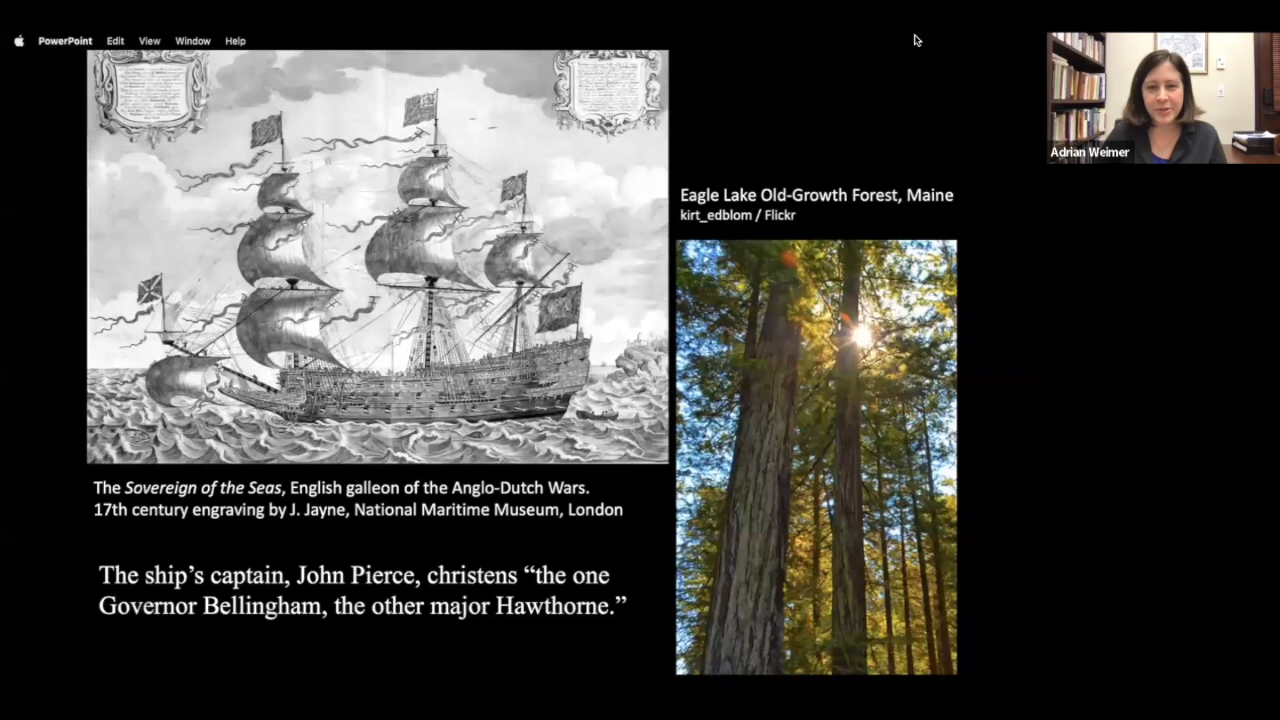 PowerPoint Edit View Window Help
Adrian Weimer
Eagle Lake Old-Growth Forest, Maine
kirt_edblom / Flickr
The Sovereign of the Seas, English galleon of the Anglo-Dutch Wars.
17th century engraving by J. Jayne, National Maritime Museum, London
The ship’s captain, John Pierce, christens “the one
Governor Bellingham, the other major Hawthorne.”